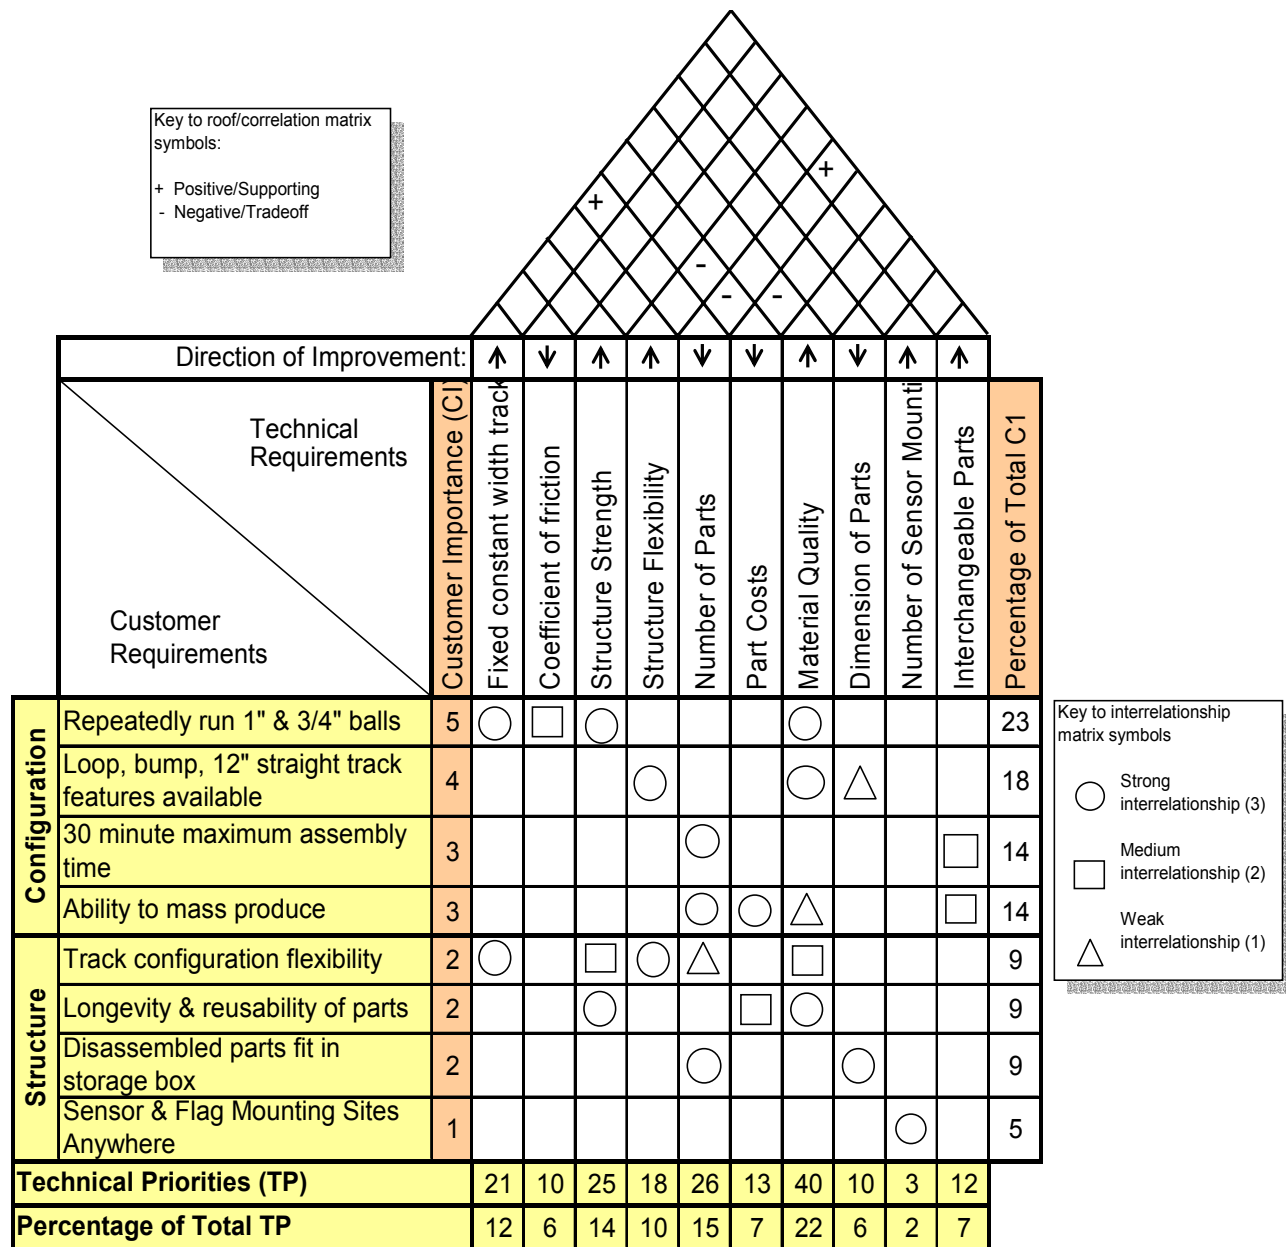 Key to roof/correlation matrix
symbols:
+ Positive/Supporting
- Negative/Tradeoff
+
+
-
- -
Direction of Improvement:
Technical
Requirements
Customer
Requirements
Customer Importance (CI)
Fixed constant width track
Coefficient of friction
Structure Strength
Structure Flexibility
Number of Parts
Part Costs
Material Quality
Dimension of Parts
Number of Sensor Mounti
Interchangeable Parts
Percentage of Total C1
Configuration
Repeatedly run 1" & 3/4" balls 5 23
Loop, bump, 12" straight track
features available 4 18
30 minute maximum assembly
time 3 14
Ability to mass produce 3 14
Structure
Track configuration flexibility 2 9
Longevity & reusability of parts 2 9
Disassembled parts fit in
storage box 2 9
Sensor & Flag Mounting Sites
Anywhere 1 5
Technical Priorities (TP) 21 10 25 18 26 13 40 10 3 12
Percentage of Total TP 12 6 14 10 15 7 22 6 2 7
Key to interrelationship
matrix symbols
Strong
interrelationship (3)
Medium
interrelationship (2)
Weak
interrelationship (1)